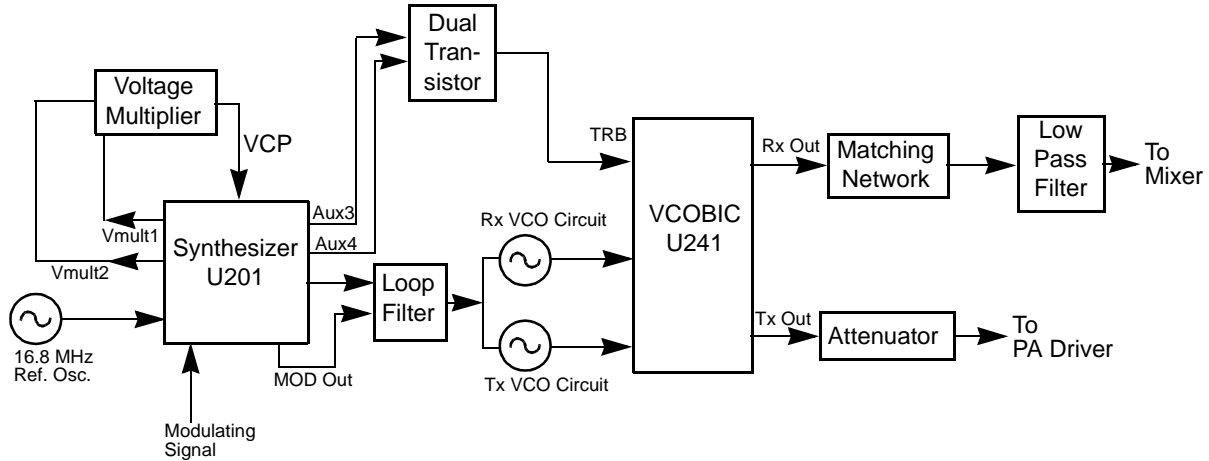 Dual
Tran-
sistor
Voltage
Multiplier
VCP
TRB
Rx Out
Matching
Network
Low
Pass
Filter
To
Mixer
Aux3
Vmult1
Synthesizer
U201
Aux4
Rx VCO Circuit
VCOBIC
U241
Vmult2
Loop
Filter
Tx Out
Attenuator
To
PA Driver
16.8 MHz
Ref. Osc.
MOD Out
Tx VCO Circuit
Modulating
Signal